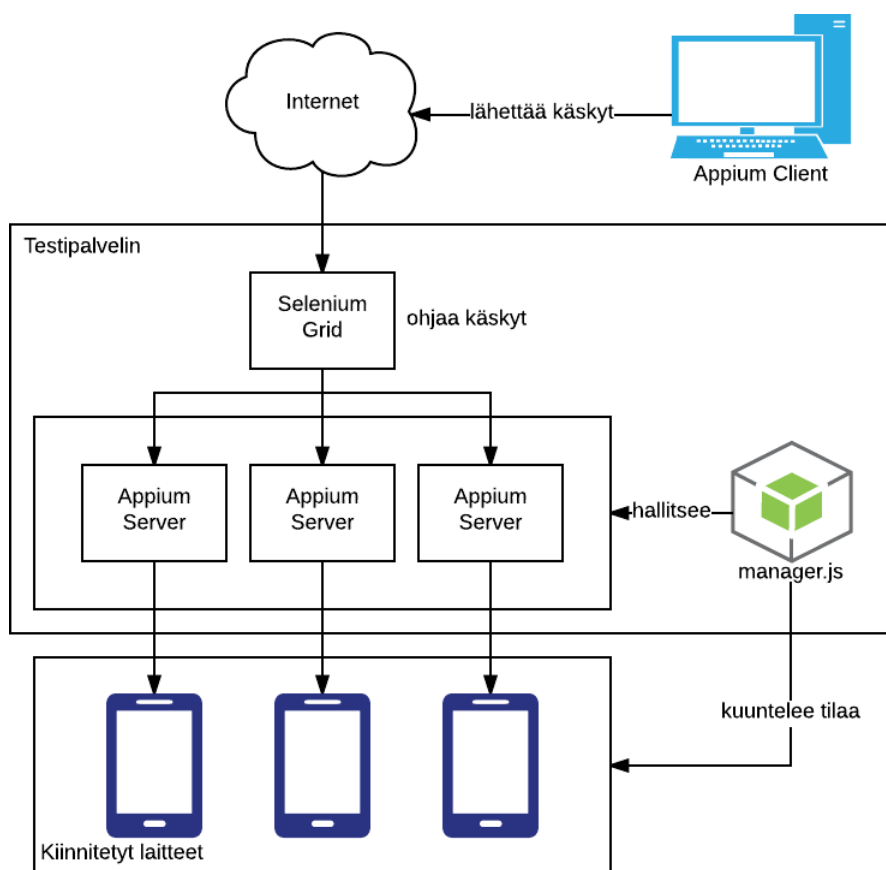 Internet
lähettää käskyt
Appium Client
Testipalvelin
Selenium
Grid
ohjaa käskyt
Appium
Server
Appium
Server
Appium
Server
hallitsee
manager.js
kuuntelee tilaa
Kiinnitetyt laitteet